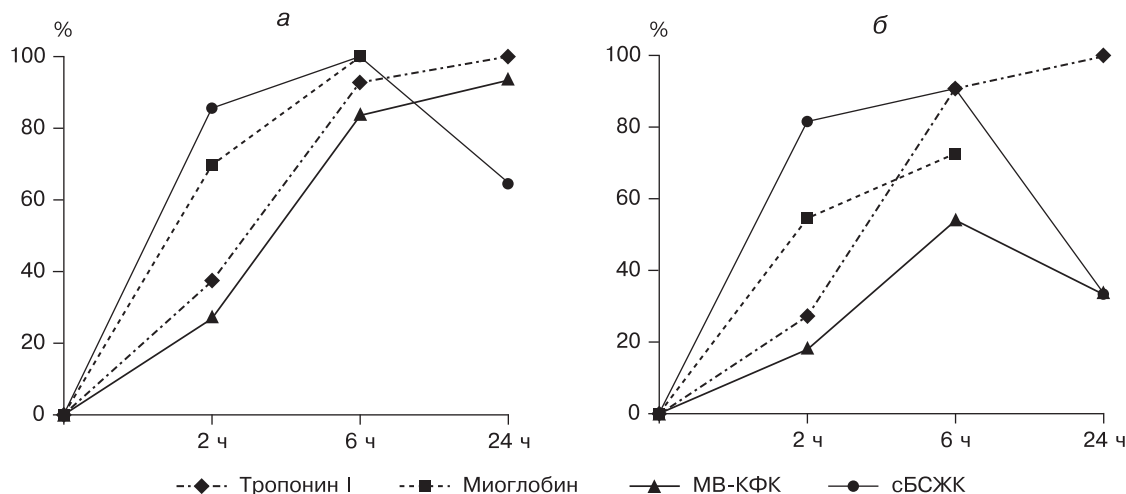 а
%
100
80
60
40
20
0
2 ч
6 ч
24 ч
б
%
100
80
60
40
20
0
2 ч
6 ч
24 ч
Тропонин I
Миоглобин
МВ-КФК
сБСЖК